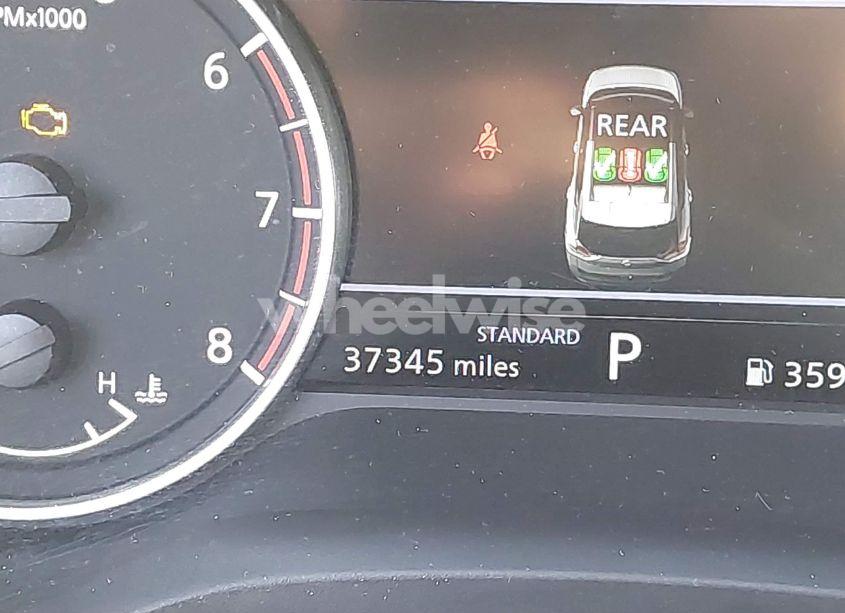 PMx1000
6
REAR
7
wheelwise
8
STANDARD
37345 miles
P
359
H